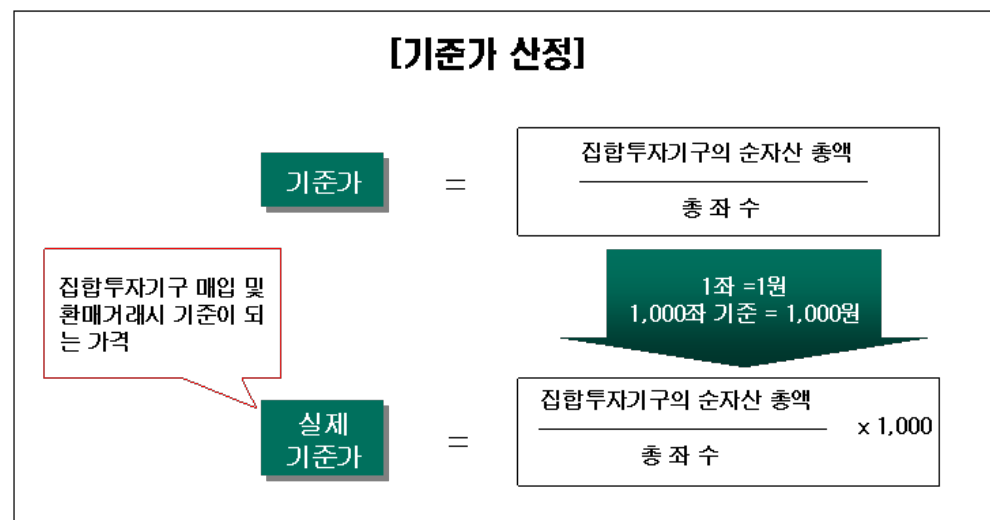 [기준가 산정]
기준가
=
집합투자기구의 순자산 총액
총 좌 수
집합투자기구 매입 및
환매거래시 기준이 되
는 가격
1좌 =1원
1,000좌 기준 = 1,000원
실제
기준가
=
집합투자기구의 순자산 총액
총 좌 수
x 1,000